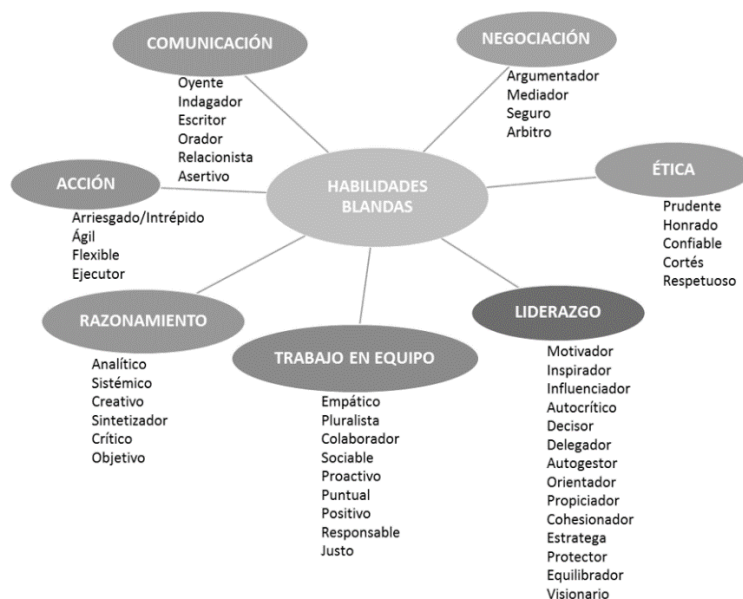 COMUNICACIÓN
Oyente
Indagador
Escritor
Orador
Relacionista
Asertivo
NEGOCIACIÓN
Argumentador
Mediador
Seguro
Arbitro
ACCIÓN
Arriesgado/Intrépido
Ágil
Flexible
Ejecutor
HABILIDADES
BLANDAS
ÉTICA
Prudente
Honrado
Confiable
Cortés
Respetuoso
RAZONAMIENTO
Analítico
Sistémico
Creativo
Sintetizador
Crítico
Objetivo
TRABAJO EN EQUIPO
Empático
Pluralista
Colaborador
Sociable
Proactivo
Puntual
Positivo
Responsable
Justo
LIDERAZGO
Motivador
Inspirador
Influenciador
Autocrítico
Decisor
Delegador
Autogestor
Orientador
Propiciador
Cohesionador
Estratega
Protector
Equilibrador
Visionario